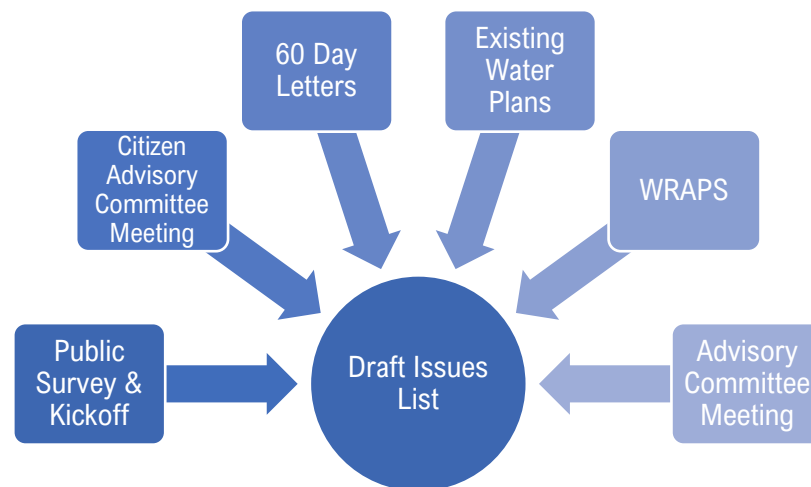 60 Day
Letters
Existing
Water
Plans
Citizen
Advisory
Committee
Meeting
WRAPS
Public
Survey &
Kickoff
Draft Issues
List
Advisory
Committee
Meeting